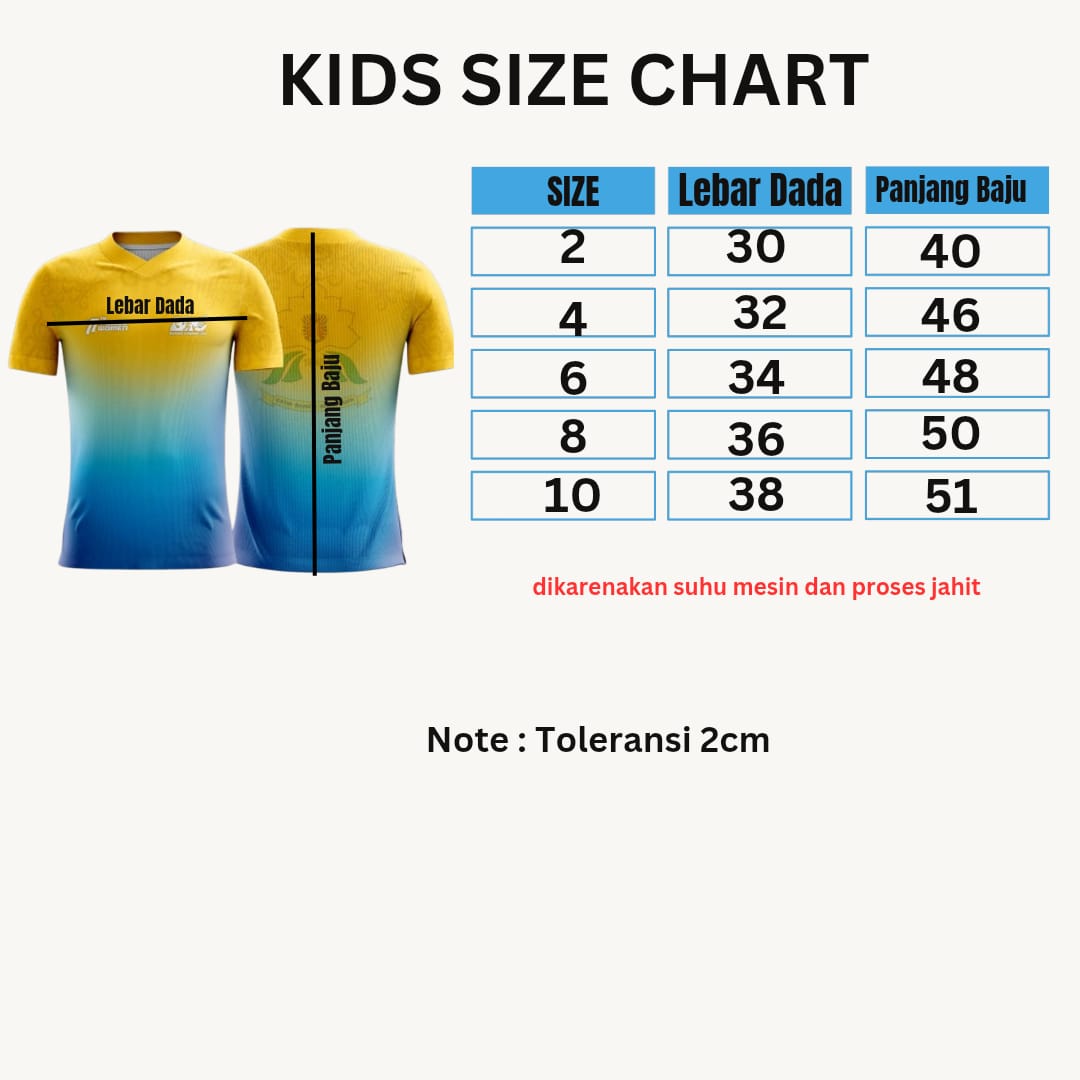 KIDS SIZE CHART
SIZE Lebar Dada Panjang Baju
2 30 40
4 32 46
6 34 48
8 36 50
10 38 51
Lebar Dada
WOMEN
Panjang Baju
dikarenakan suhu mesin dan proses jahit
Note : Toleransi 2cm